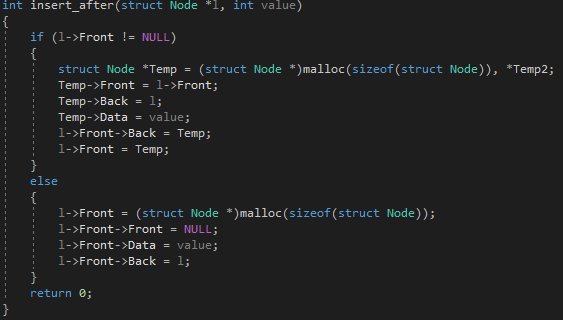 int insert_after(struct Node *l, int value)
{
    if (l->Front != NULL)
    {
        struct Node *Temp = (struct Node *)malloc(sizeof(struct Node)), *Temp2;
        Temp->Front = l->Front;
        Temp->Back = l;
        Temp->Data = value;
        l->Front->Back = Temp;
        l->Front = Temp;
    }
    else
    {
        l->Front = (struct Node *)malloc(sizeof(struct Node));
        l->Front->Front = NULL;
        l->Front->Data = value;
        l->Front->Back = l;
    }
    return 0;
}